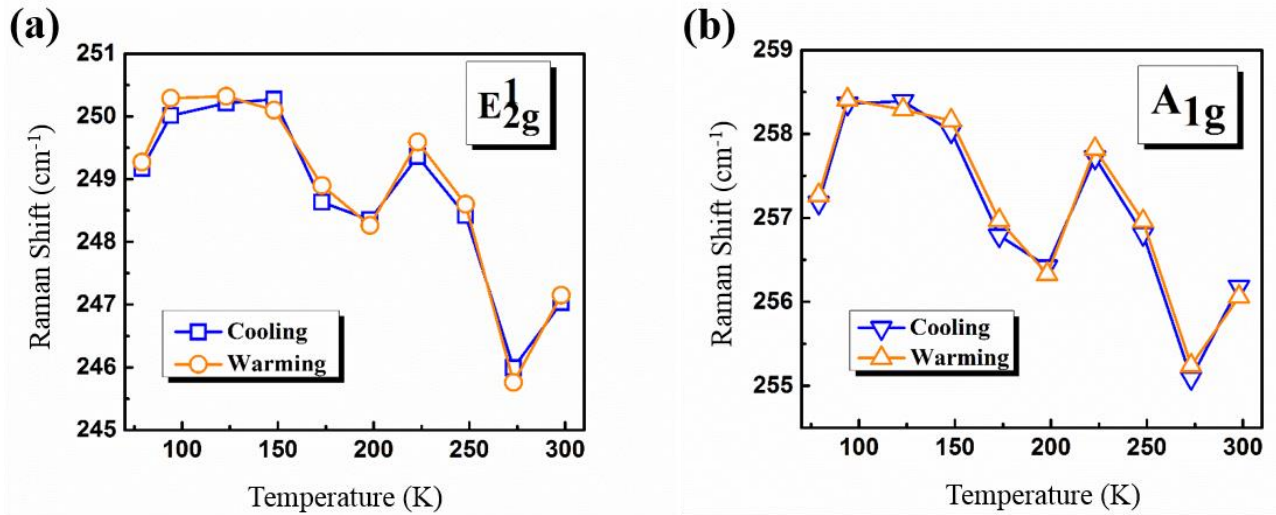 (a)
251
250
249
248
247
246
245
Raman Shift (cm⁻¹)
E¹2g
Cooling
Warming
100 150 200 250 300
Temperature (K)
(b)
259
258
257
256
255
Raman Shift (cm⁻¹)
A1g
Cooling
Warming
100 150 200 250 300
Temperature (K)